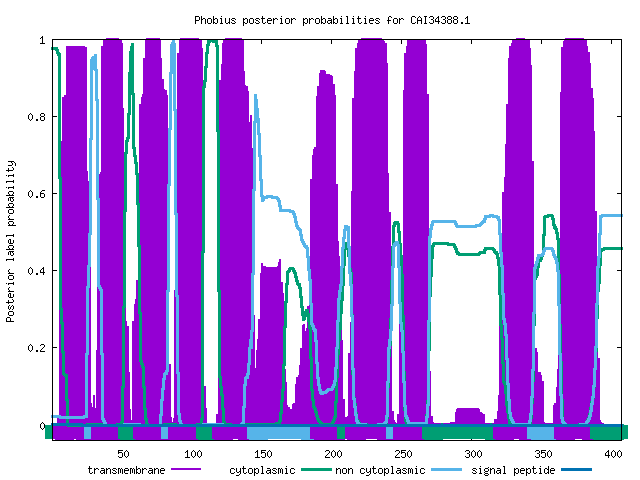 Phobius posterior probabilities for CAI34388.1
Posterior label probability
1
0.8
0.6
0.4
0.2
0
50 100 150 200 250 300 350 400
transmembrane cytoplasmic non cytoplasmic signal peptide